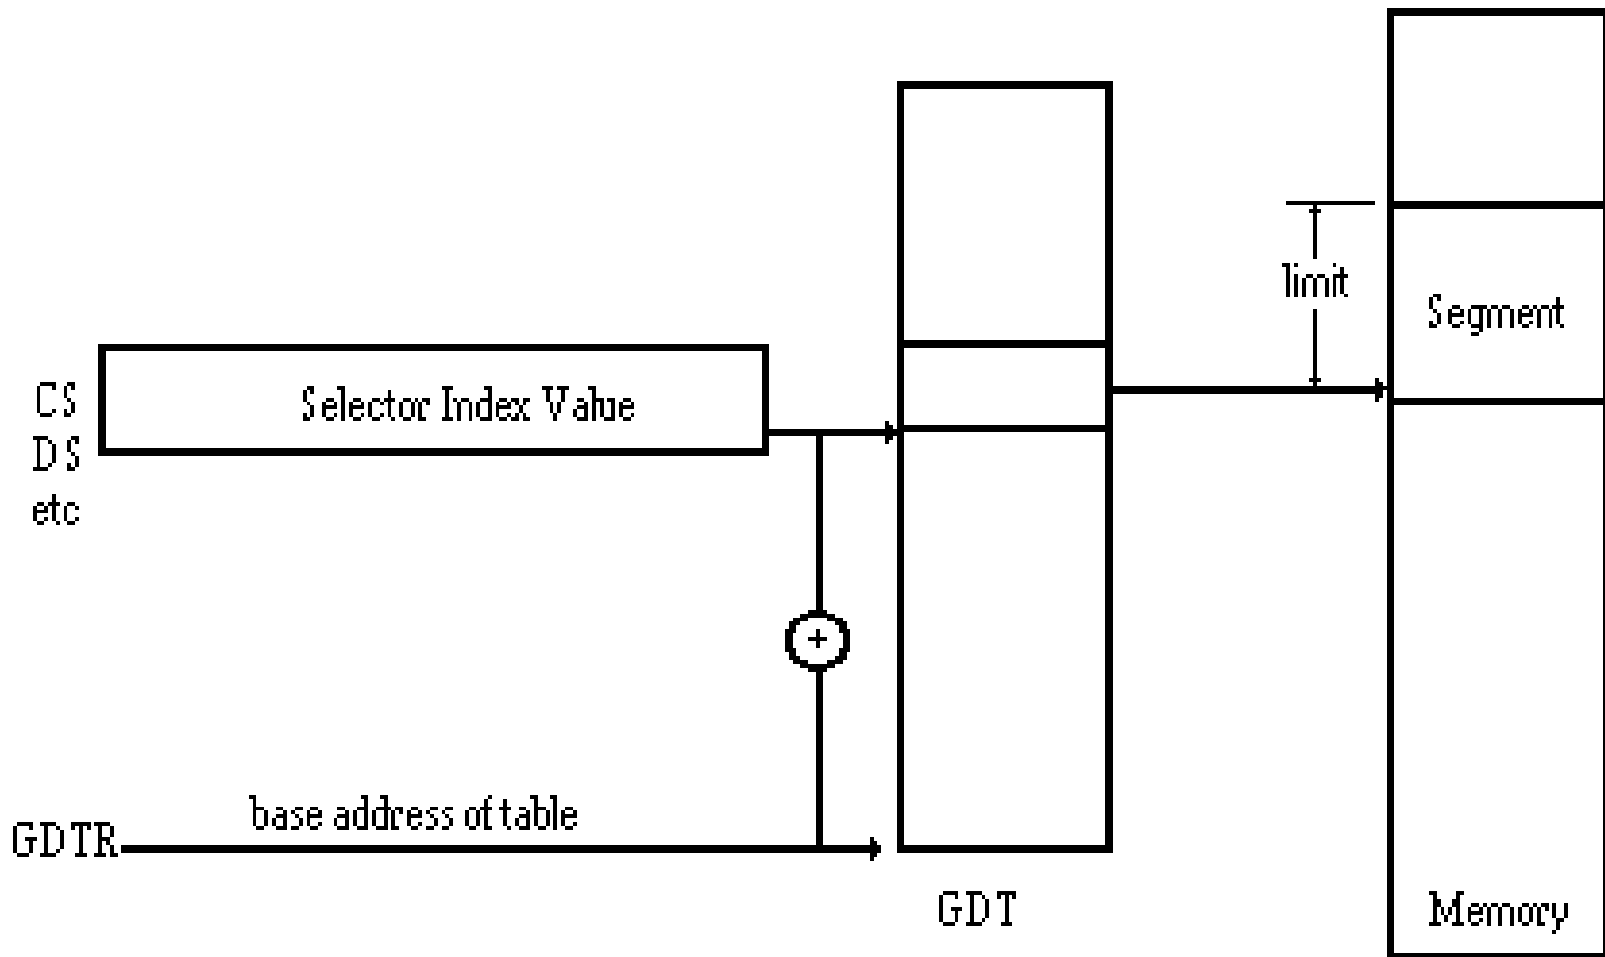 limit
Segment
CS
DS
etc
Selector Index Value
+
base address of table
GDTR
GDT
Memory